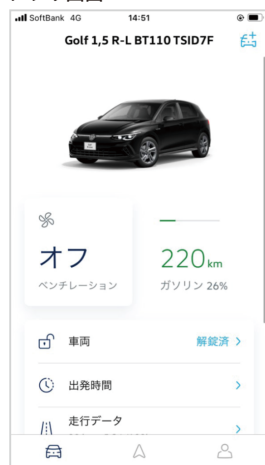 SoftBank 4G 14:51
Golf 1,5 R-L BT110 TSID7F
オフ
220 km
ベンチレーション
ガソリン 26%
車両 解錠済
出発時間
走行データ